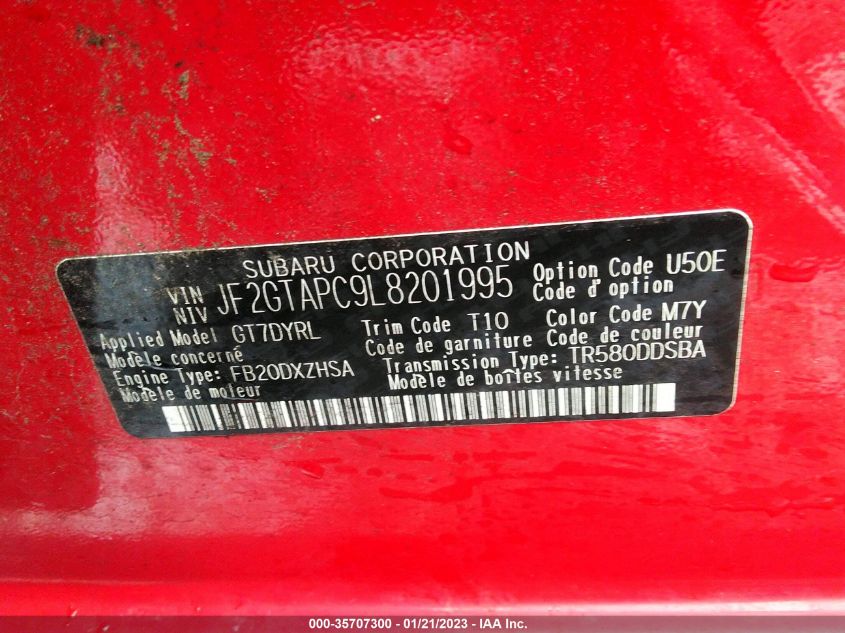 SUBARU CORPORATION
VIN
NIV JF2GTAPC9L8201995 Option Code U50E
Code d'option
Applied Model GT7DYRL Trim Code T10 Color Code M7Y
Modèle concerné Code de garniture Code de couleur
Engine Type: FB20DXZHSA Transmission Type: TR580DDSBA
Modèle de moteur Modèle de boîtes vitesse
000-35707300 - 01/21/2023 - IAA Inc.